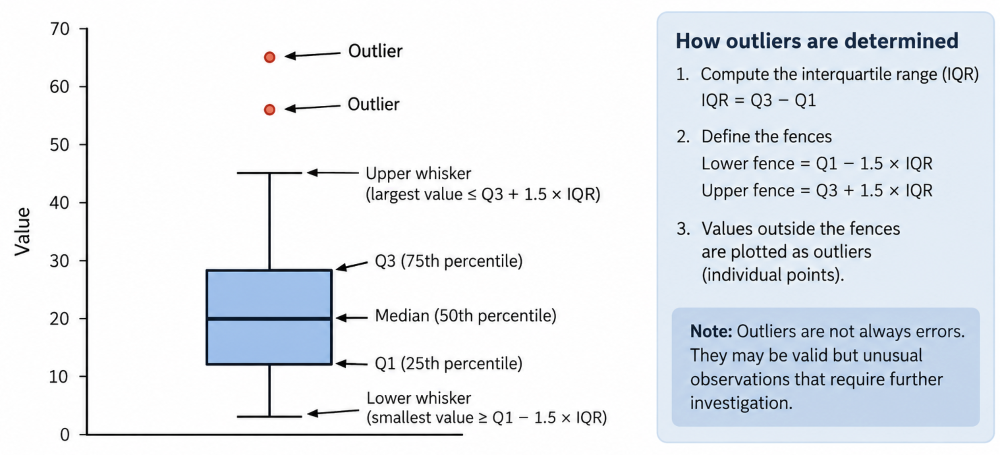 70
60
50
40
30
20
10
0
Value
Outlier
Outlier
Upper whisker
(largest value ≤ Q3 + 1.5 × IQR)
Q3 (75th percentile)
Median (50th percentile)
Q1 (25th percentile)
Lower whisker
(smallest value ≥ Q1 − 1.5 × IQR)
How outliers are determined
1. Compute the interquartile range (IQR)
IQR = Q3 − Q1
2. Define the fences
Lower fence = Q1 − 1.5 × IQR
Upper fence = Q3 + 1.5 × IQR
3. Values outside the fences
are plotted as outliers
(individual points).
Note: Outliers are not always errors.
They may be valid but unusual
observations that require further
investigation.